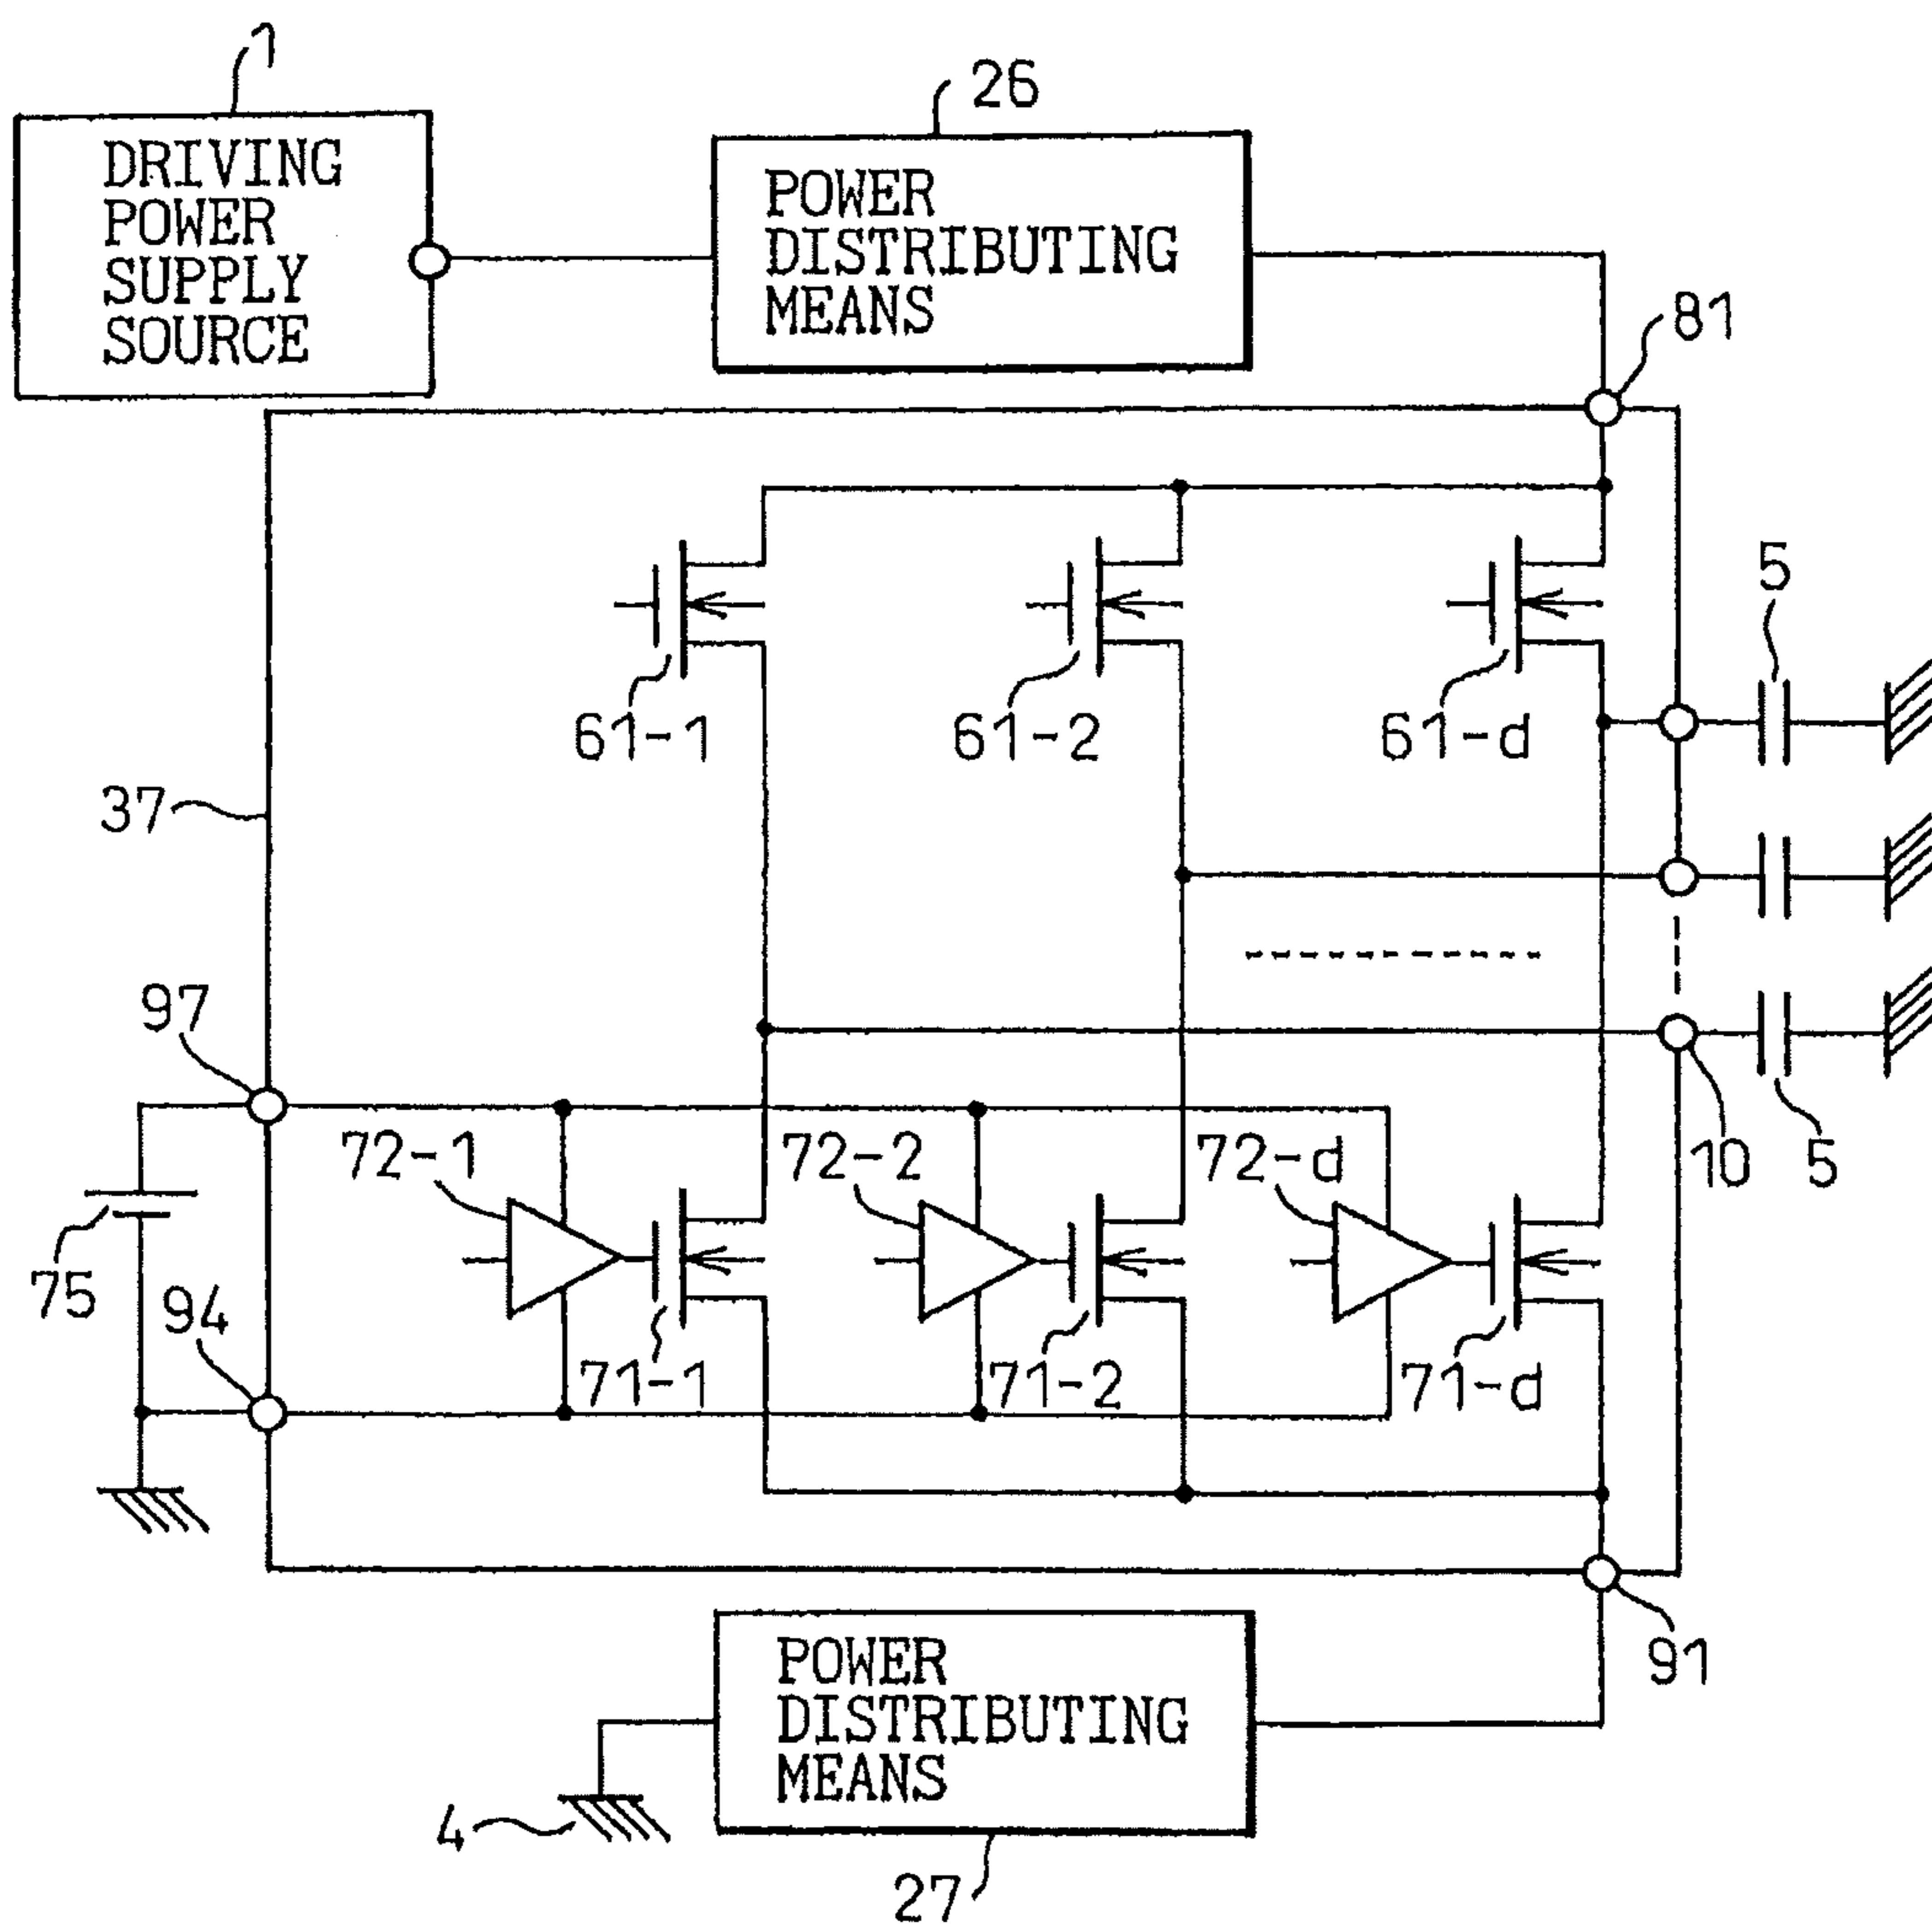 1
26
DRIVING
POWER
SUPPLY
SOURCE
POWER
DISTRIBUTING
MEANS
81
5
61-1
61-2
61-d
37
97
72-1
72-2
72-d
10
5
75
94
71-1
71-2
71-d
91
POWER
DISTRIBUTING
MEANS
4
27